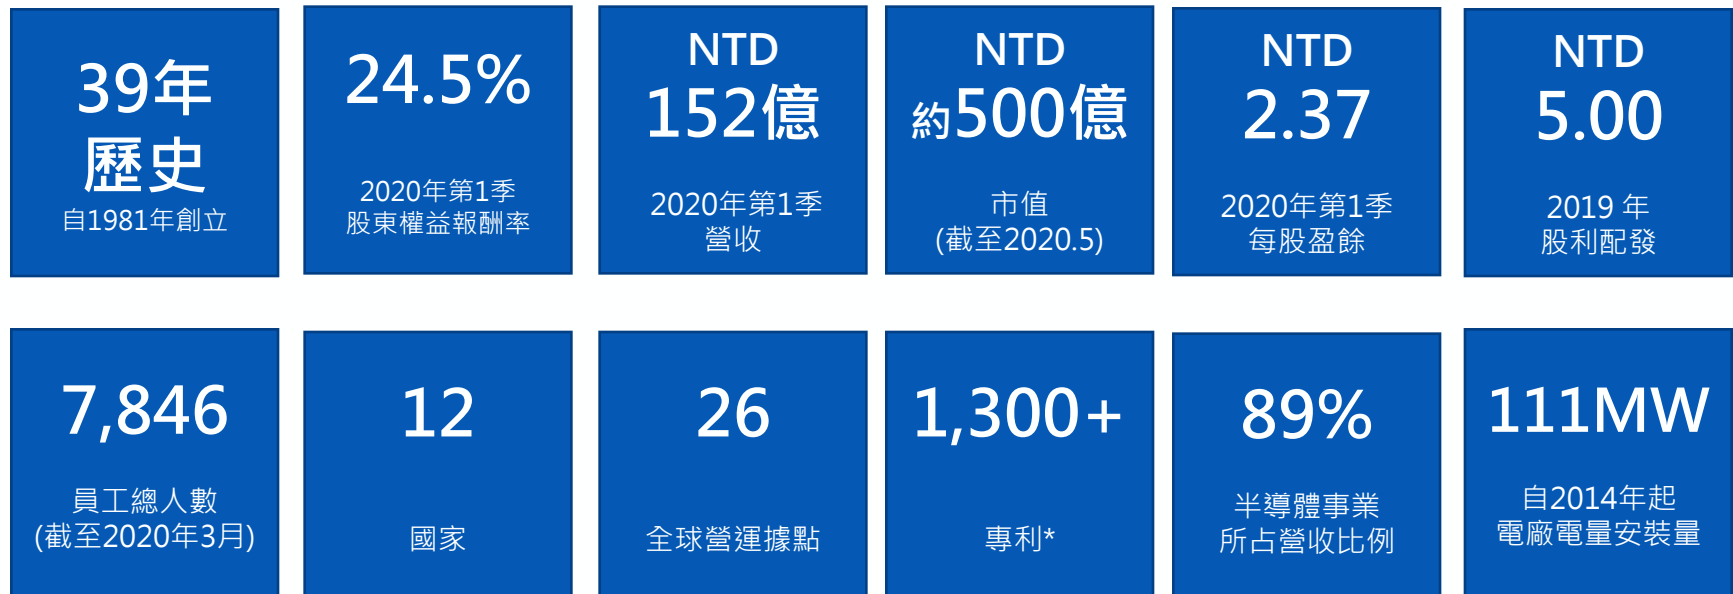 39年
歷史
自1981年創立
24.5%
2020年第1季
股東權益報酬率
NTD
152億
2020年第1季
營收
NTD
約500億
市值
(截至2020.5)
NTD
2.37
2020年第1季
每股盈餘
NTD
5.00
2019 年
股利配發
7,846
員工總人數
(截至2020年3月)
12
國家
26
全球營運據點
1,300+
專利*
89%
半導體事業
所占營收比例
111MW
自2014年起
電廠電量安裝量